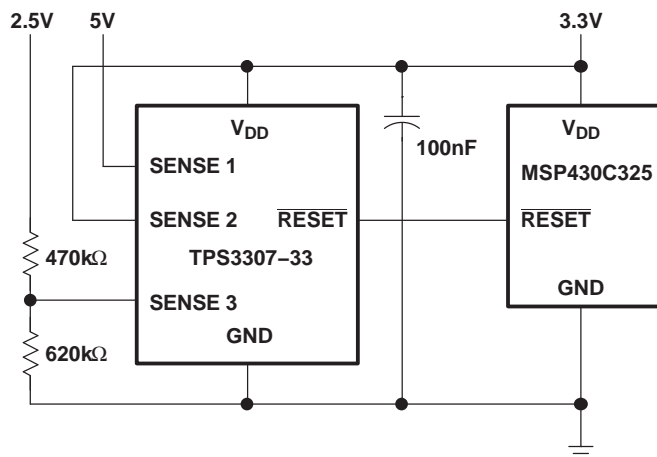 2.5V 5V 3.3V
VDD VDD
SENSE 1 100nF MSP430C325
SENSE 2 RESET RESET
470kΩ TPS3307–33
SENSE 3 GND
GND
620kΩ